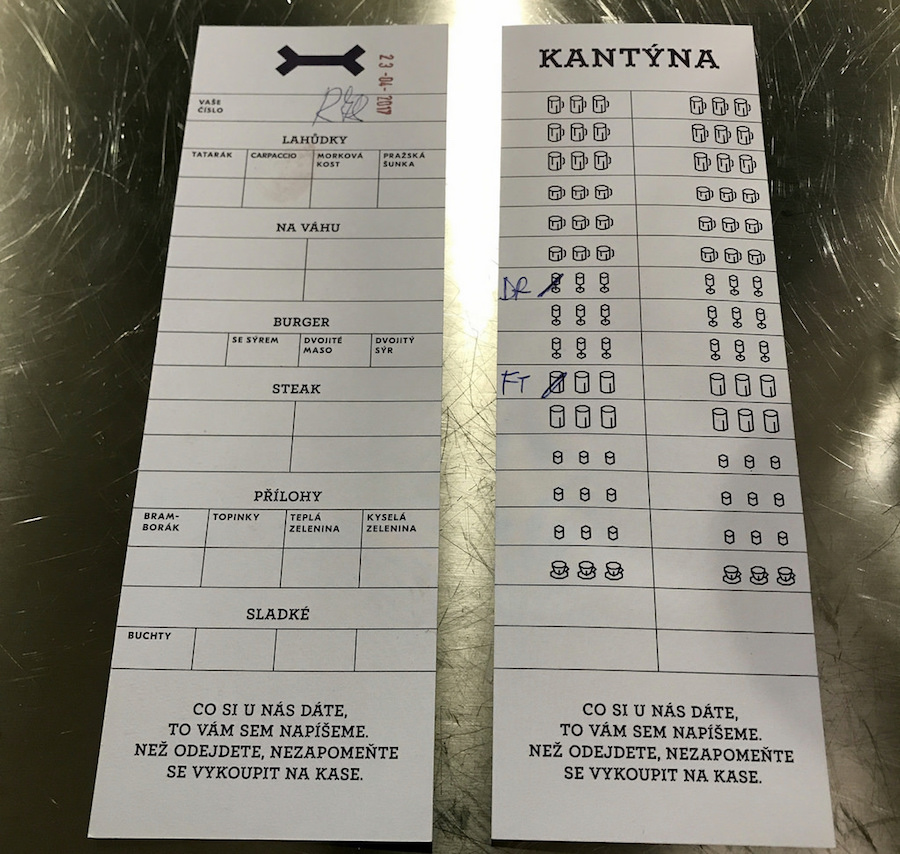 23-04-2017
VAŠE
ČÍSLO
LAHŮDKY
TATARÁK CARPACCIO MORKOVÁ KOST PRAŽSKÁ ŠUNKA
NA VÁHU
BURGER
SE SÝREM DVOJITÉ MASO DVOJITÝ SÝR
STEAK
PŘÍLOHY
BRAM-BORÁK TOPINKY TEPLÁ ZELENINA KYSELÁ ZELENINA
SLADKÉ
BUCHTY
CO SI U NÁS DÁTE,
TO VÁM SEM NAPÍŠEME.
NEŽ ODEJDETE, NEZAPOMEŇTE
SE VYKOUPIT NA KASE.
KANTÝNA
DR
FT
CO SI U NÁS DÁTE,
TO VÁM SEM NAPÍŠEME.
NEŽ ODEJDETE, NEZAPOMEŇTE
SE VYKOUPIT NA KASE.